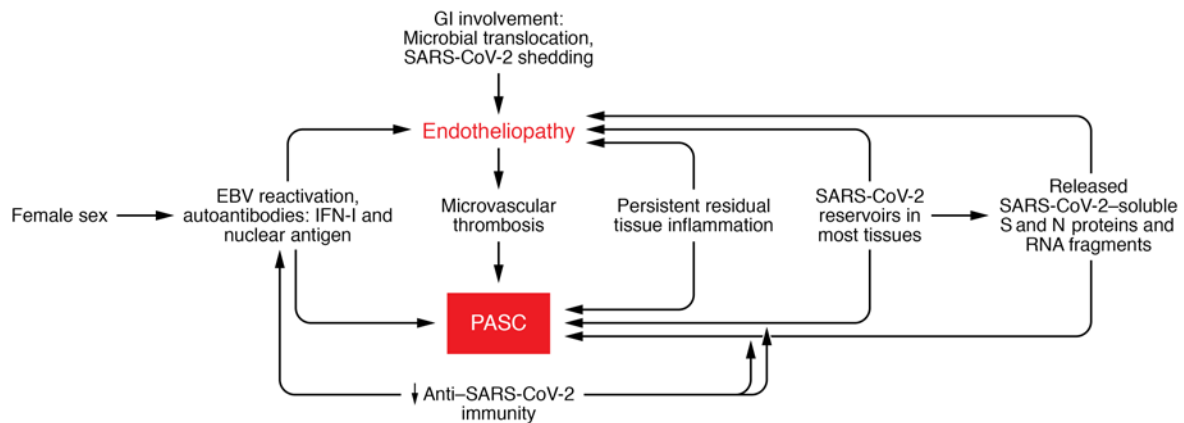 GI involvement:
Microbial translocation,
SARS-CoV-2 shedding
Endotheliopathy
Female sex
EBV reactivation,
autoantibodies: IFN-I and
nuclear antigen
Microvascular
thrombosis
Persistent residual
tissue inflammation
SARS-CoV-2
reservoirs in
most tissues
Released
SARS-CoV-2–soluble
S and N proteins and
RNA fragments
PASC
↓ Anti–SARS-CoV-2
immunity